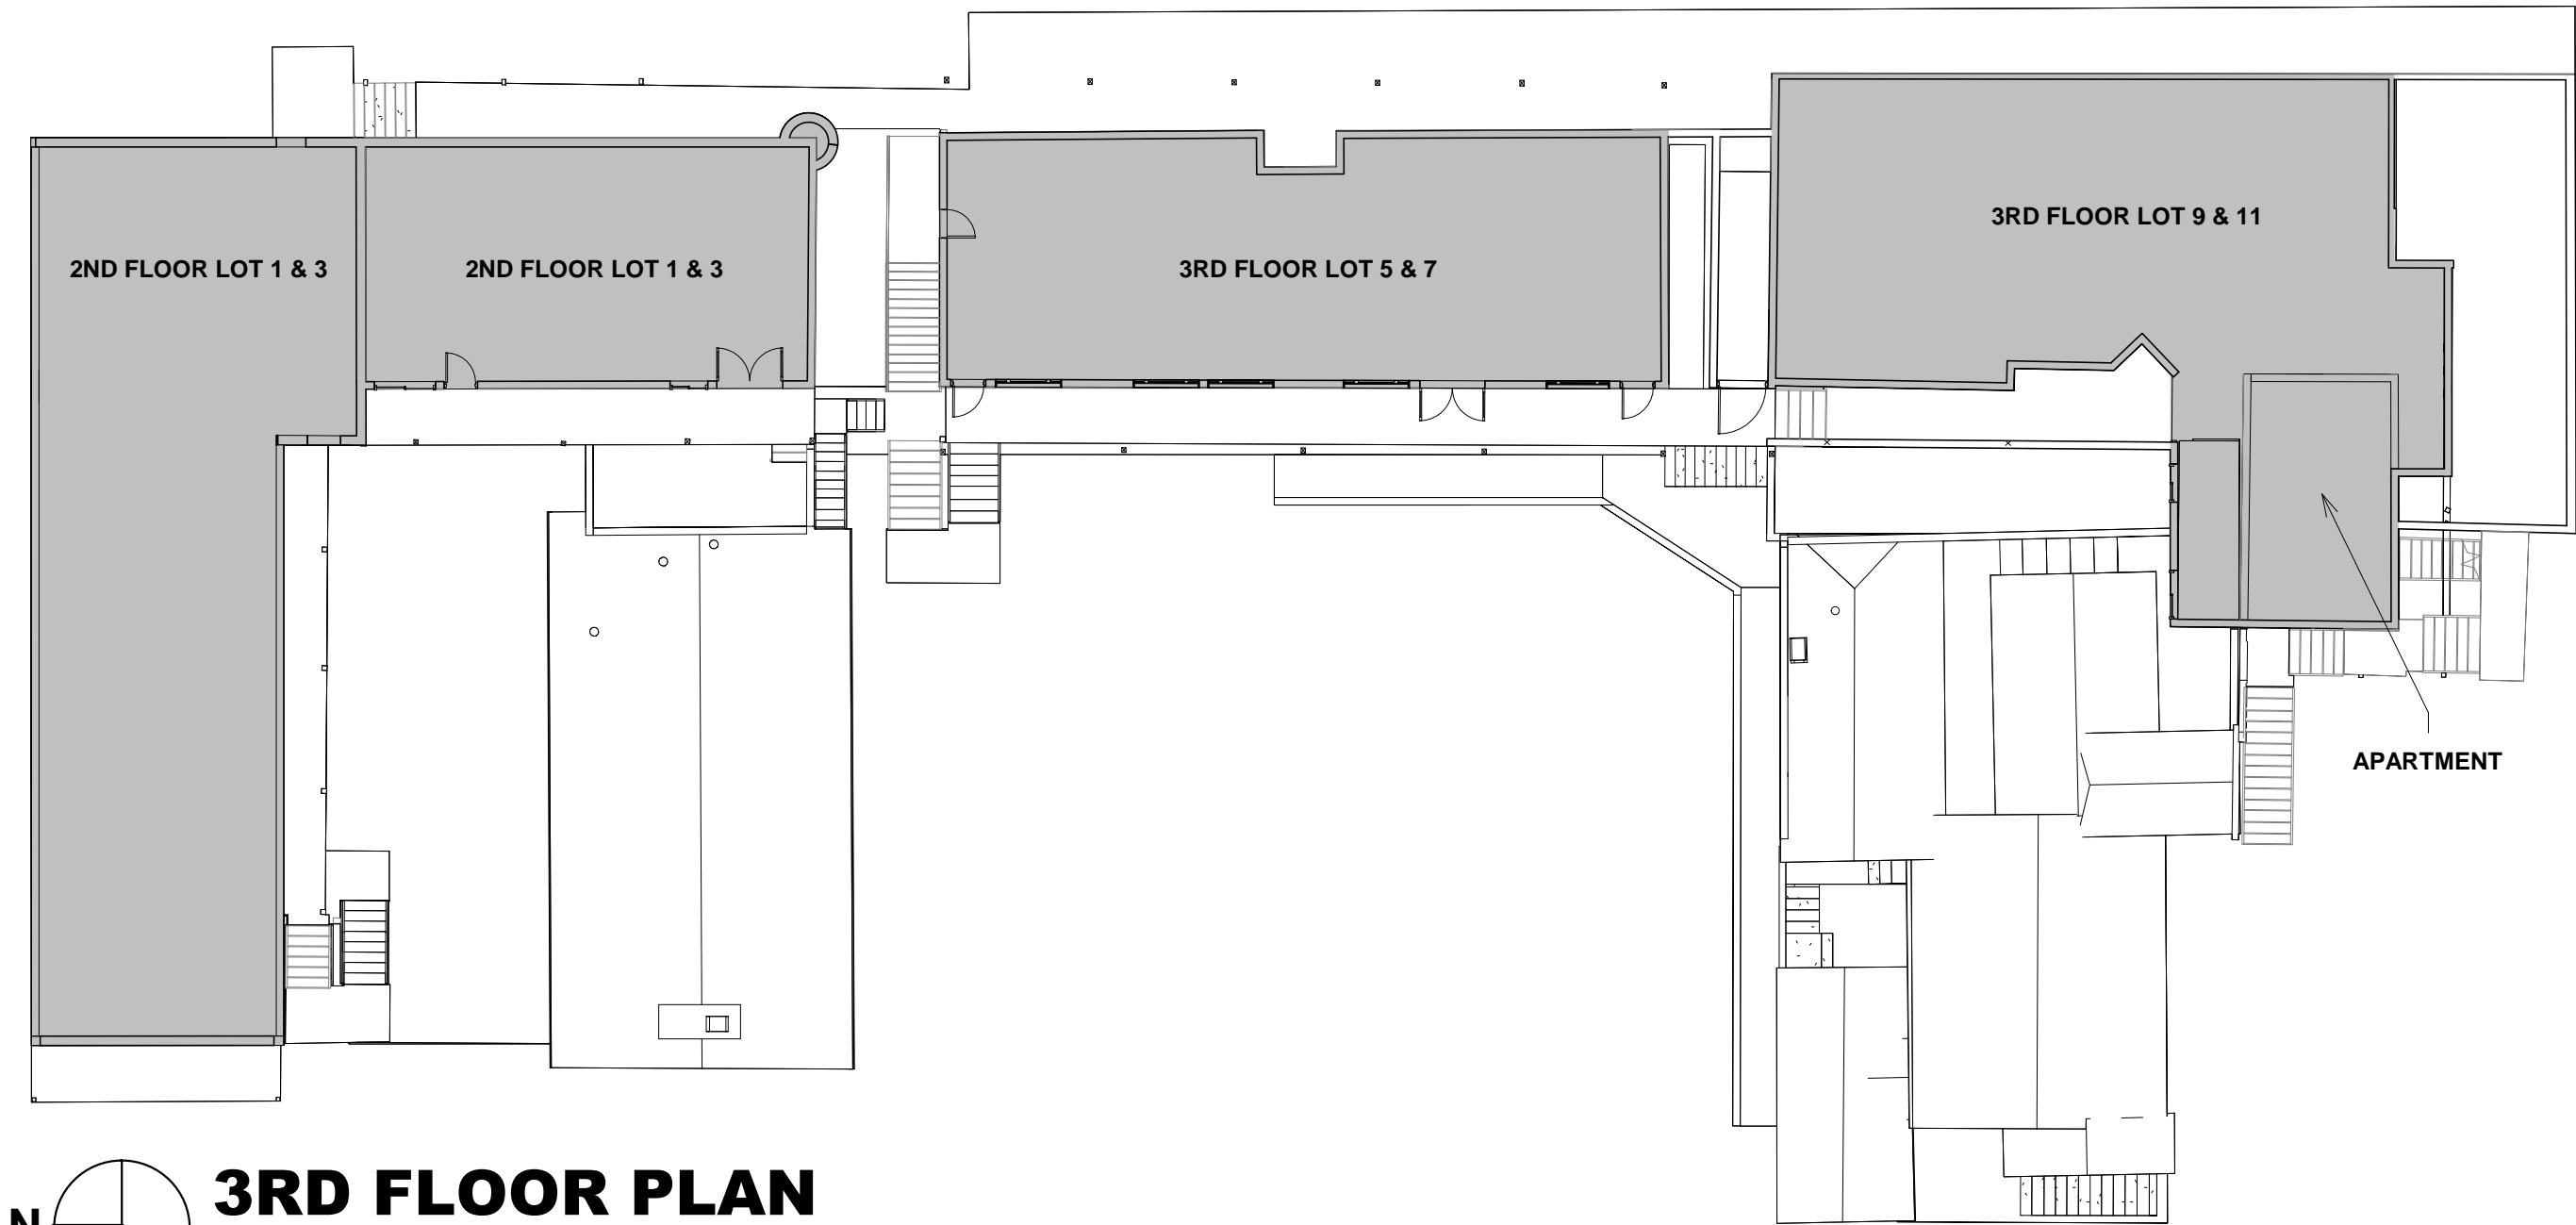 3RD FLOOR LOT 9 & 11
2ND FLOOR LOT 1 & 3
2ND FLOOR LOT 1 & 3
3RD FLOOR LOT 5 & 7
APARTMENT
3RD FLOOR PLAN
N